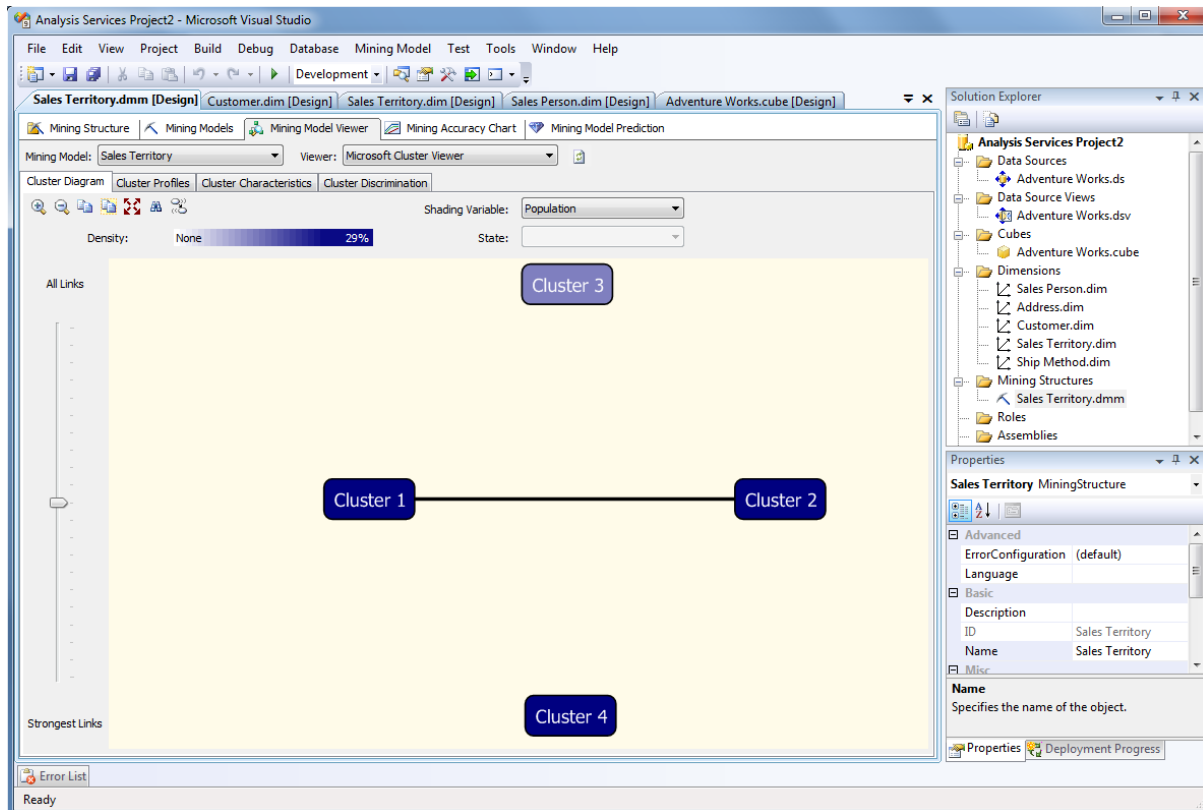 Analysis Services Project2 - Microsoft Visual Studio
File Edit View Project Build Debug Database Mining Model Test Tools Window Help
Development
Sales Territory.dmm [Design] Customer.dim [Design] Sales Territory.dim [Design] Sales Person.dim [Design] Adventure Works.cube [Design]
Mining Structure Mining Models Mining Model Viewer Mining Accuracy Chart Mining Model Prediction
Mining Model: Sales Territory Viewer: Microsoft Cluster Viewer
Cluster Diagram Cluster Profiles Cluster Characteristics Cluster Discrimination
Shading Variable: Population
Density: None 29% State:
All Links
Cluster 3
Cluster 1 Cluster 2
Cluster 4
Strongest Links
Solution Explorer
Analysis Services Project2
Data Sources
Adventure Works.ds
Data Source Views
Adventure Works.dsv
Cubes
Adventure Works.cube
Dimensions
Sales Person.dim
Address.dim
Customer.dim
Sales Territory.dim
Ship Method.dim
Mining Structures
Sales Territory.dmm
Roles
Assemblies
Properties
Sales Territory MiningStructure
Advanced
ErrorConfiguration (default)
Language
Basic
Description
ID Sales Territory
Name Sales Territory
Misc
Name
Specifies the name of the object.
Properties Deployment Progress
Error List
Ready